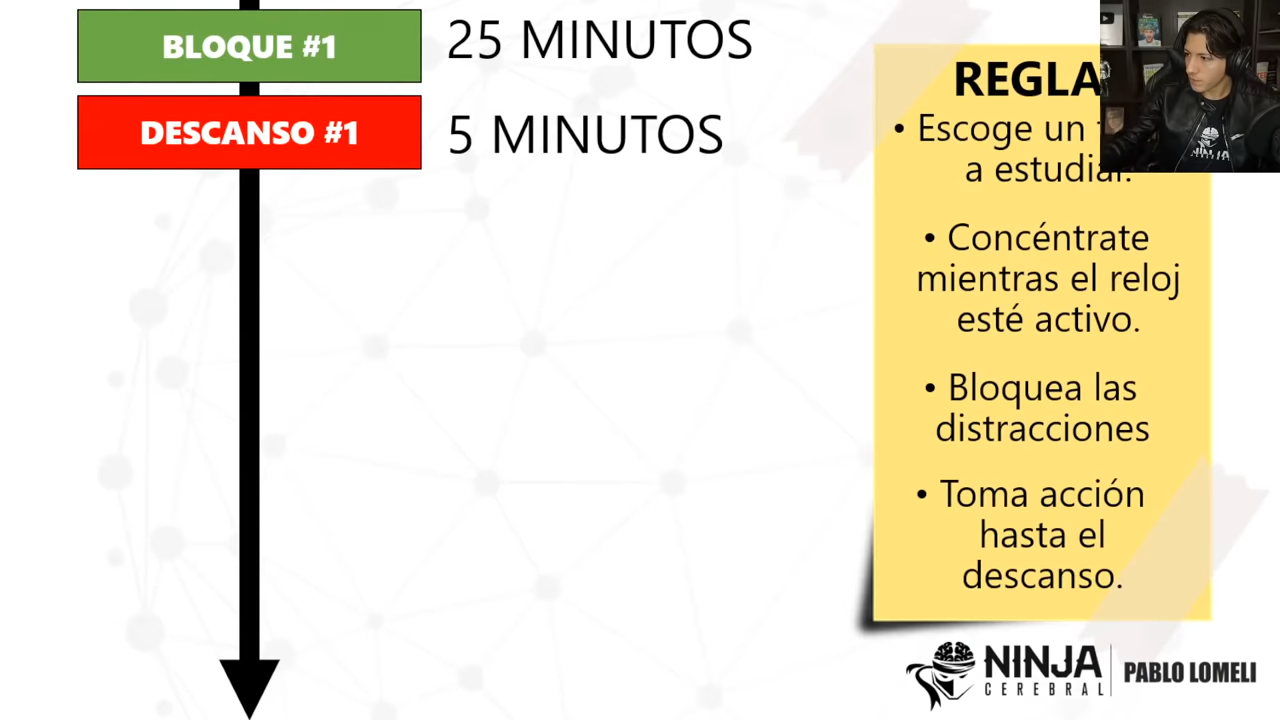 BLOQUE #1
25 MINUTOS
DESCANSO #1
5 MINUTOS
REGLA
• Escoge un
a estudiar.
• Concéntrate
mientras el reloj
esté activo.
• Bloquea las
distracciones
• Toma acción
hasta el
descanso.
NINJA
CEREBRAL
PABLO LOMELI
NINJA